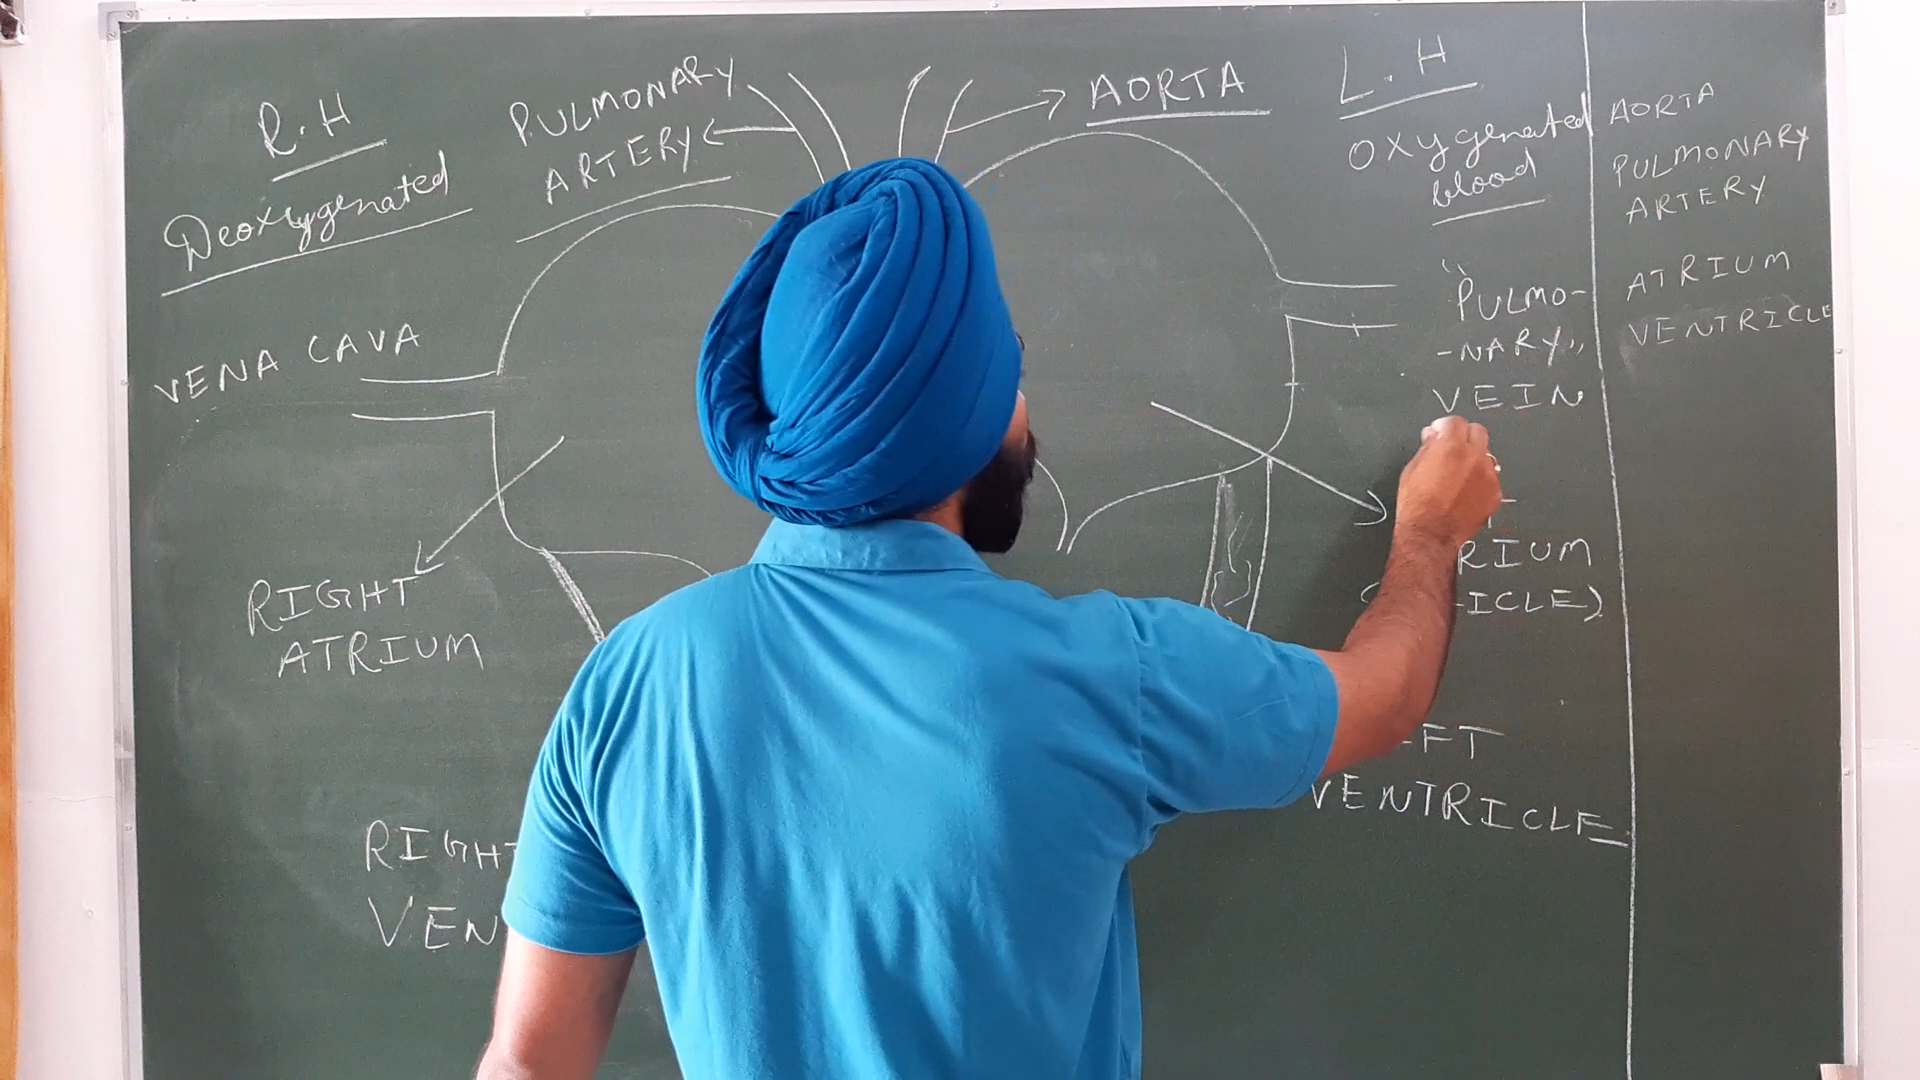 R.H
Deoxygenated
PULMONARY
ARTERY
AORTA
L.H
OXygenated
blood
VENA CAVA
"PULMO-
-NARY"
VEIN
RIGHT
ATRIUM
RIUM
ICLE)
FT
VENTRICLE
RIGHT
VEN
AORTA
PULMONARY
ARTERY
ATRIUM
VENTRICLE